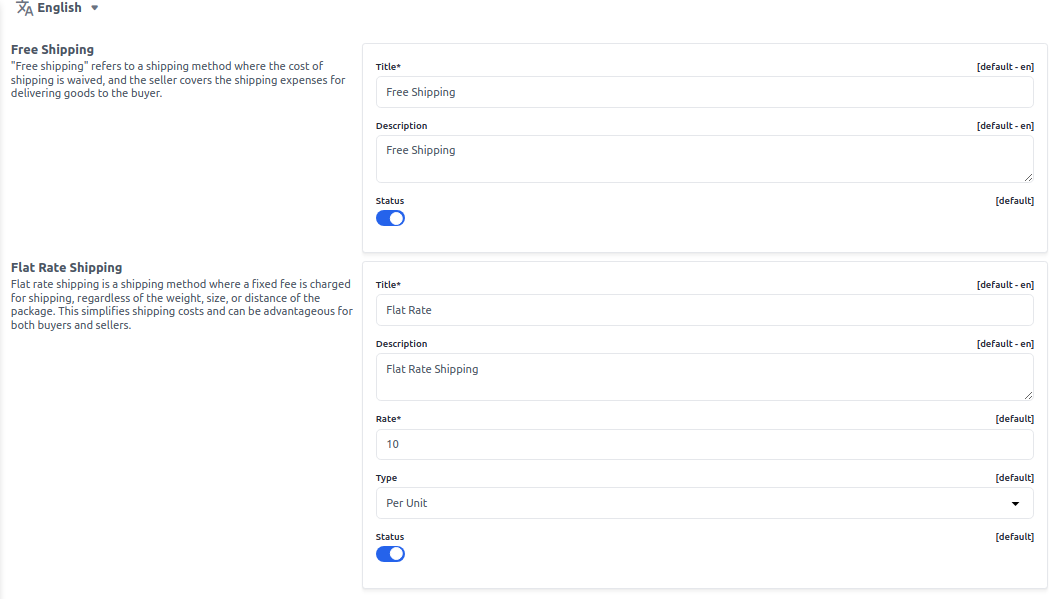 English
Free Shipping
"Free shipping" refers to a shipping method where the cost of
shipping is waived, and the seller covers the shipping expenses for
delivering goods to the buyer.
Title* [default - en]
Free Shipping
Description [default - en]
Free Shipping
Status [default]
Flat Rate Shipping
Flat rate shipping is a shipping method where a fixed fee is charged
for shipping, regardless of the weight, size, or distance of the
package. This simplifies shipping costs and can be advantageous for
both buyers and sellers.
Title* [default - en]
Flat Rate
Description [default - en]
Flat Rate Shipping
Rate* [default]
10
Type [default]
Per Unit
Status [default]